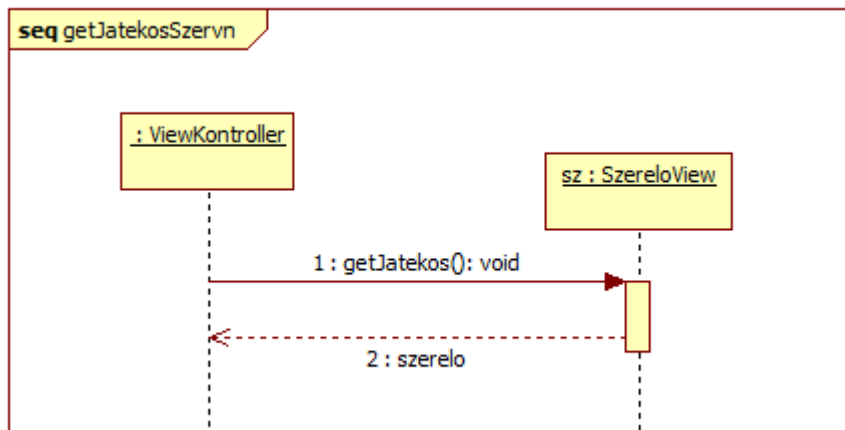 seq getJatekosSzervn
: ViewKontroller
sz : SzereloView
1 : getJatekos(): void
2 : szerelo